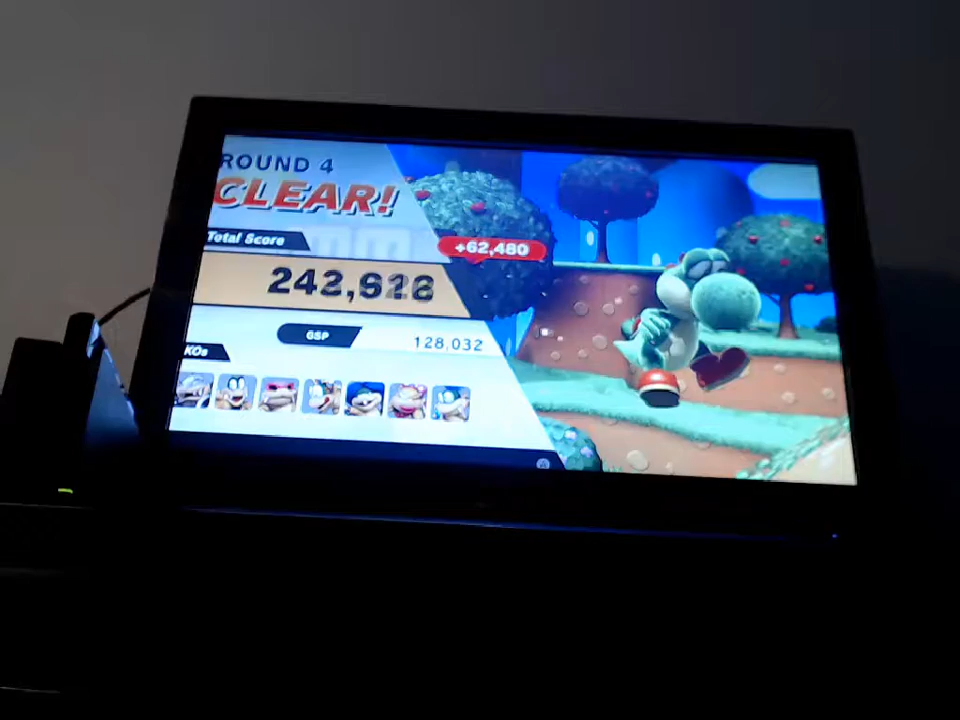 ROUND 4
CLEAR!
Total Score
+62,480
GSP
128,032
KOs